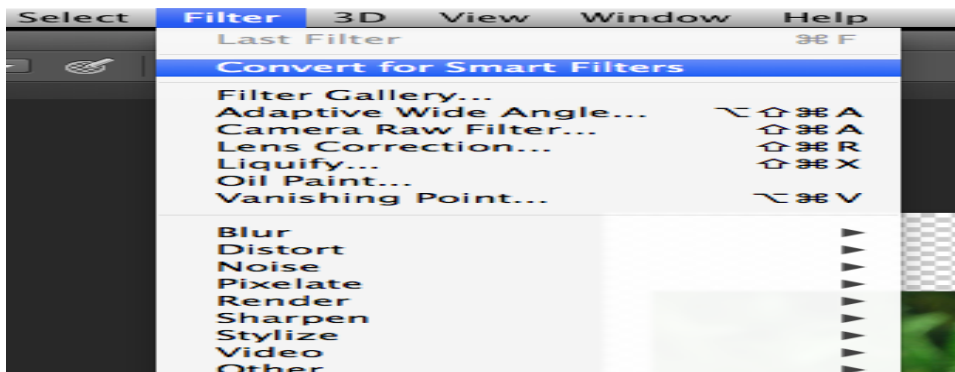 Select Filter 3D View Window Help
Last Filter ⌘F
Convert for Smart Filters
Filter Gallery...
Adaptive Wide Angle... ⌥⇧⌘A
Camera Raw Filter... ⇧⌘A
Lens Correction... ⇧⌘R
Liquify... ⇧⌘X
Oil Paint...
Vanishing Point... ⌥⌘V
Blur
Distort
Noise
Pixelate
Render
Sharpen
Stylize
Video
Other